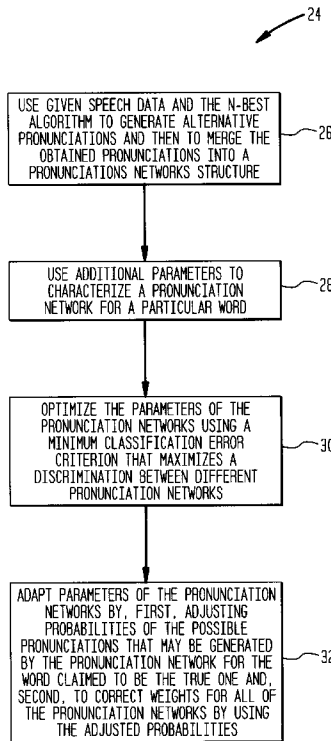 24
USE GIVEN SPEECH DATA AND THE N-BEST
ALGORITHM TO GENERATE ALTERNATIVE
PRONUNCIATIONS AND THEN TO MERGE THE
OBTAINED PRONUNCIATIONS INTO A
PRONUNCIATIONS NETWORKS STRUCTURE
26
USE ADDITIONAL PARAMETERS TO
CHARACTERIZE A PRONUNCIATION
NETWORK FOR A PARTICULAR WORD
28
OPTIMIZE THE PARAMETERS OF THE
PRONUNCIATION NETWORKS USING A
MINIMUM CLASSIFICATION ERROR
CRITERION THAT MAXIMIZES A
DISCRIMINATION BETWEEN DIFFERENT
PRONUNCIATION NETWORKS
30
ADAPT PARAMETERS OF THE PRONUNCIATION
NETWORKS BY, FIRST, ADJUSTING
PROBABILITIES OF THE POSSIBLE
PRONUNCIATIONS THAT MAY BE GENERATED
BY THE PRONUNCIATION NETWORK FOR THE
WORD CLAIMED TO BE THE TRUE ONE AND,
SECOND, TO CORRECT WEIGHTS FOR ALL OF
THE PRONUNCIATION NETWORKS BY USING
THE ADJUSTED PROBABILITIES
32